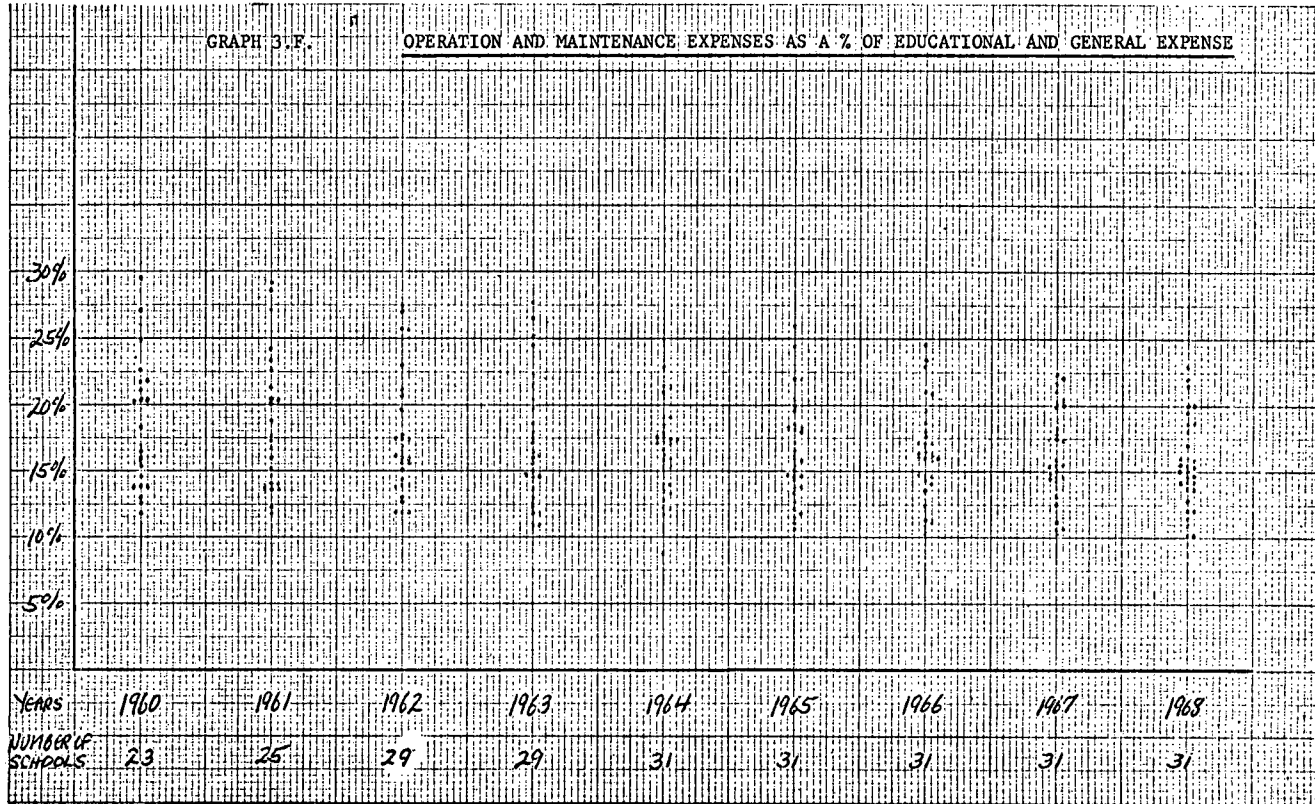 GRAPH 3.F. OPERATION AND MAINTENANCE EXPENSES AS A % OF EDUCATIONAL AND GENERAL EXPENSE
30%
25%
20%
15%
10%
5%
YEARS 1960 1961 1962 1963 1964 1965 1966 1967 1968
NUMBER OF
SCHOOLS 23 25 29 29 31 31 31 31 31